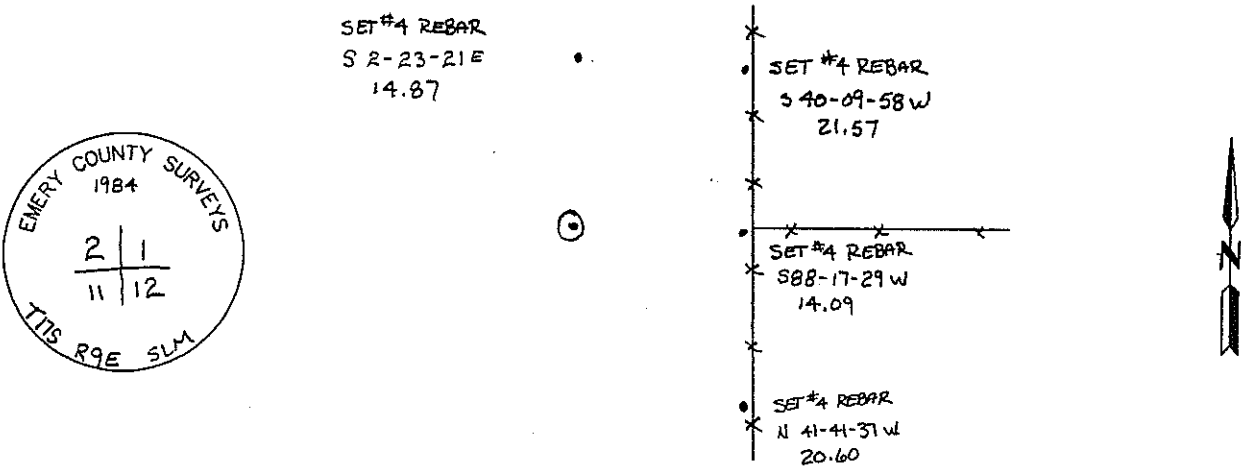 SET #4 REBAR
S 2-23-21 E
14.87
SET #4 REBAR
S 40-09-58 W
21.57
EMERY COUNTY SURVEYS
1984
2 1
11 12
T17S R9E SLM
SET #4 REBAR
S88-17-29 W
14.09
N
SET #4 REBAR
N 41-41-37 W
20.60